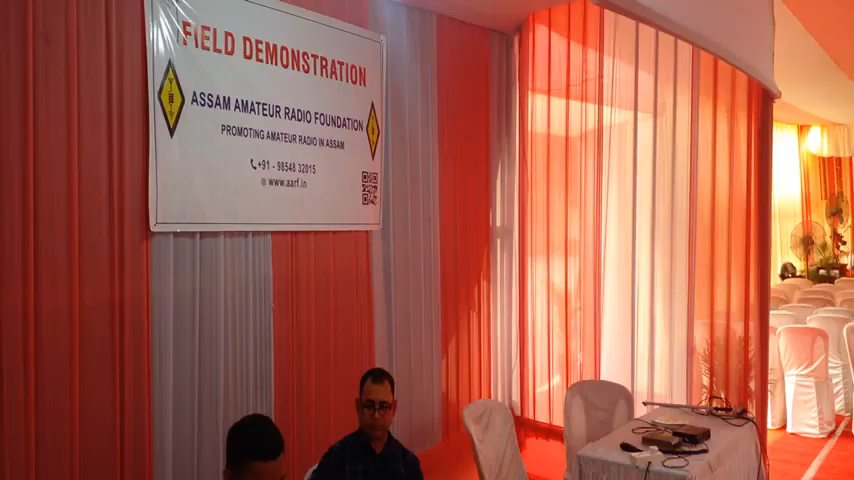 FIELD DEMONSTRATION
ASSAM AMATEUR RADIO FOUNDATION
PROMOTING AMATEUR RADIO IN ASSAM
+91 - 98548 32015
www.aarf.in